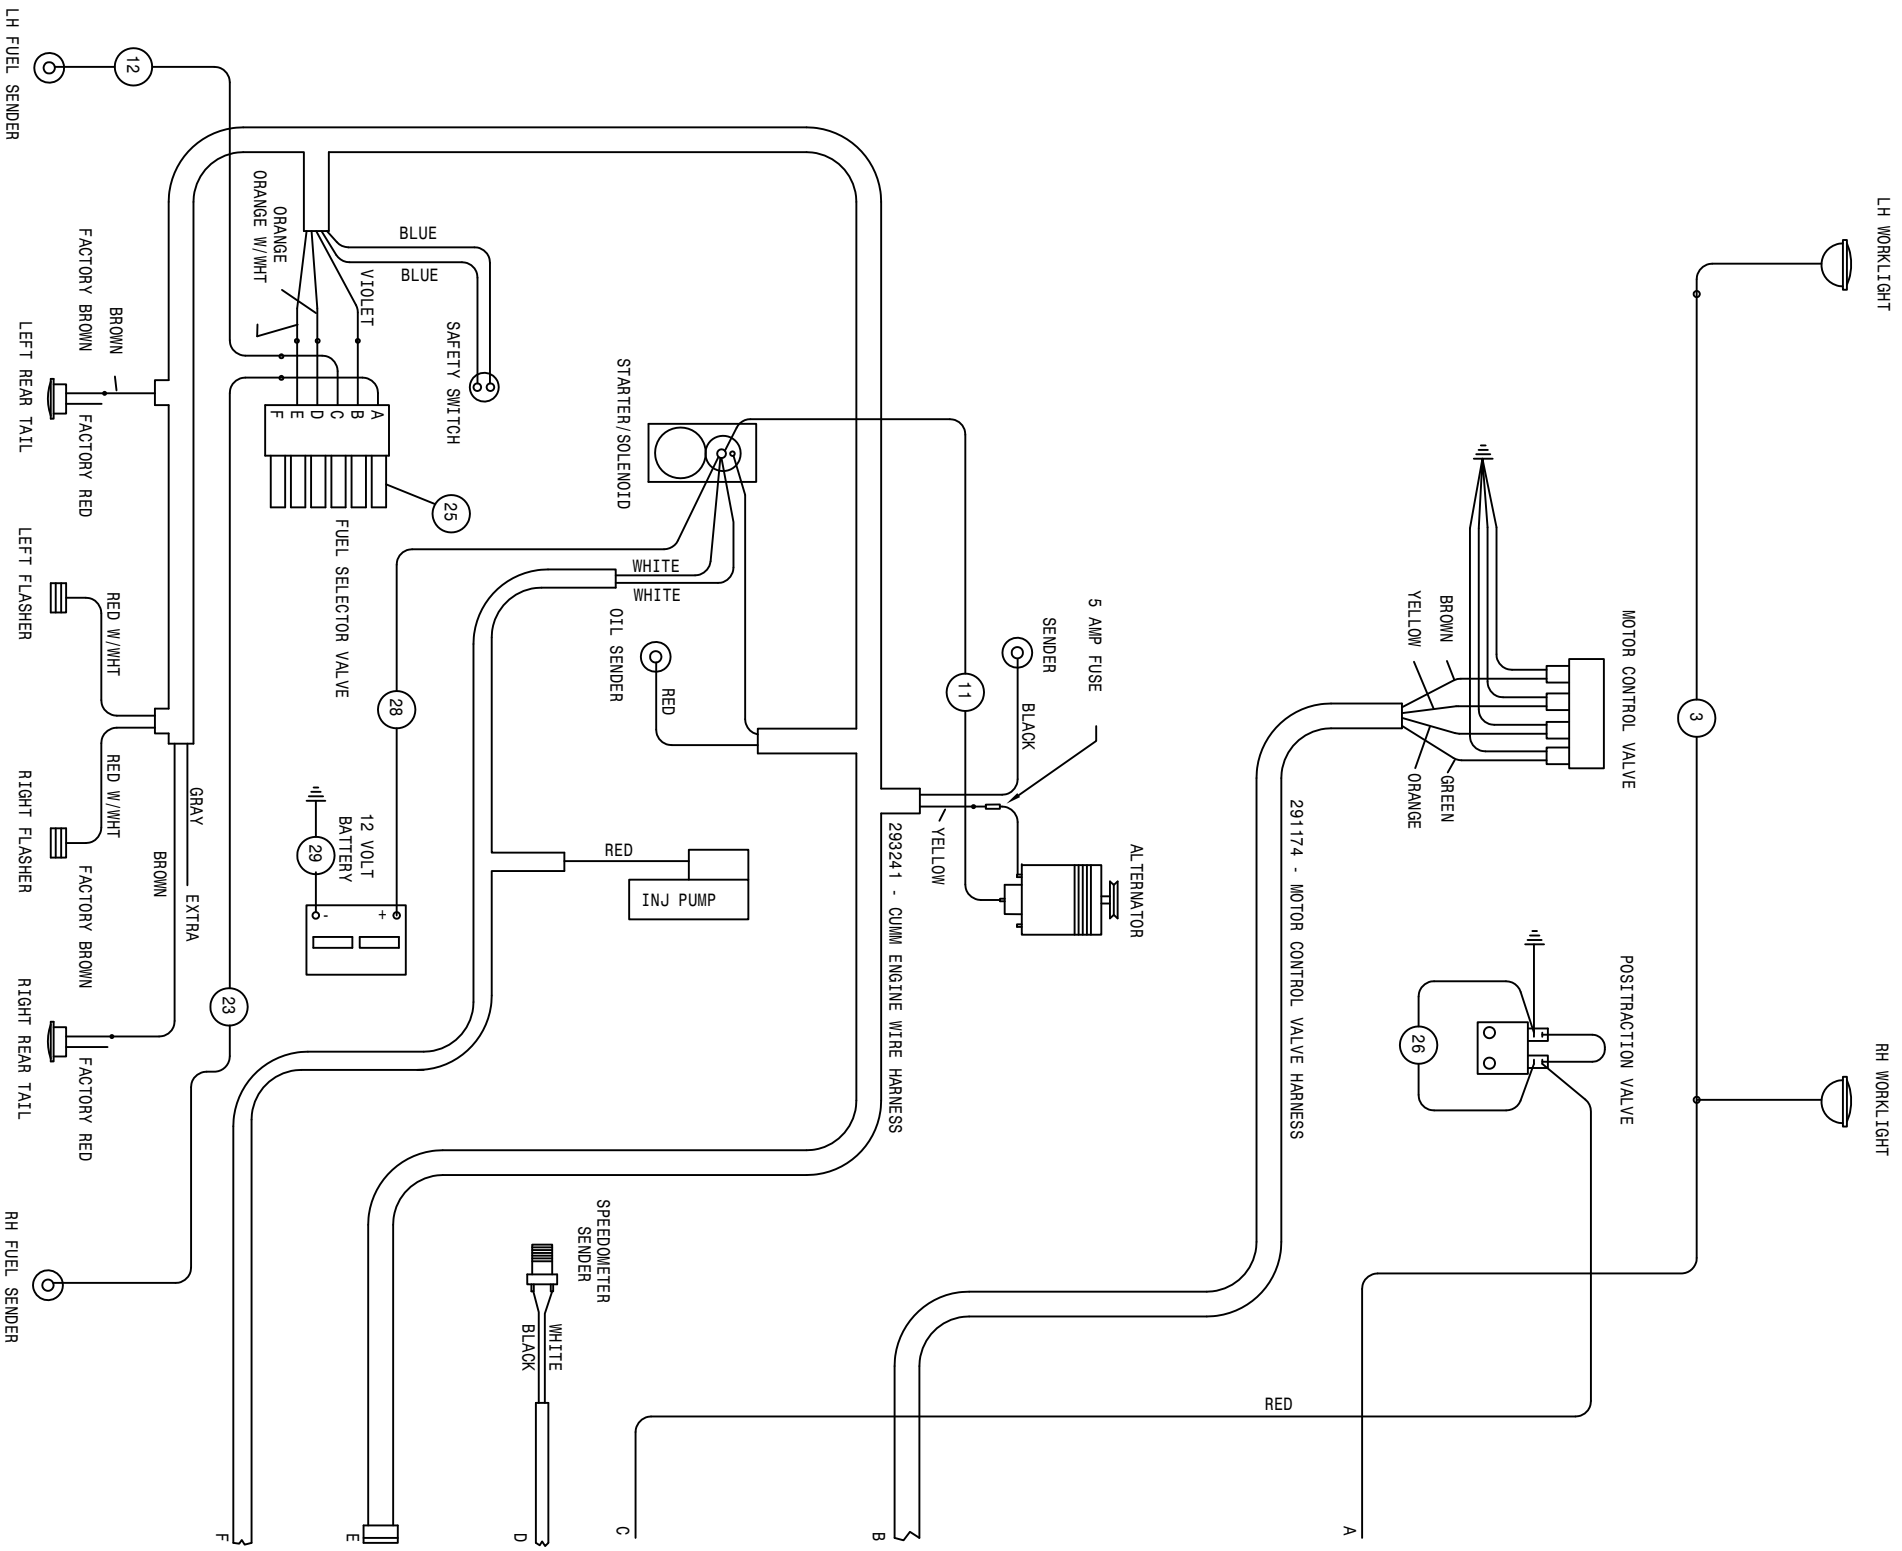 LH WORKLIGHT
RH WORKLIGHT
3
MOTOR CONTROL VALVE
POSITRACTION VALVE
BROWN
YELLOW
GREEN
ORANGE
26
291174 - MOTOR CONTROL VALVE HARNESS
RED
A
ALTERNATOR
5 AMP FUSE
SENDER
BLACK
YELLOW
11
293241 - CUMM ENGINE WIRE HARNESS
B
STARTER/SOLENOID
WHITE
WHITE
OIL SENDER
RED
RED
INJ PUMP
SPEEDOMETER
SENDER
WHITE
BLACK
C
D
BLUE
BLUE
SAFETY SWITCH
VIOLET
ORANGE
ORANGE W/WHT
A
B
C
D
E
F
25
FUEL SELECTOR VALVE
28
12 VOLT
BATTERY
29
-
+
E
12
23
F
GRAY
EXTRA
BROWN
BROWN
FACTORY BROWN
FACTORY RED
RED W/WHT
RED W/WHT
FACTORY BROWN
FACTORY RED
LH FUEL SENDER
LEFT REAR TAIL
LEFT FLASHER
RIGHT FLASHER
RIGHT REAR TAIL
RH FUEL SENDER